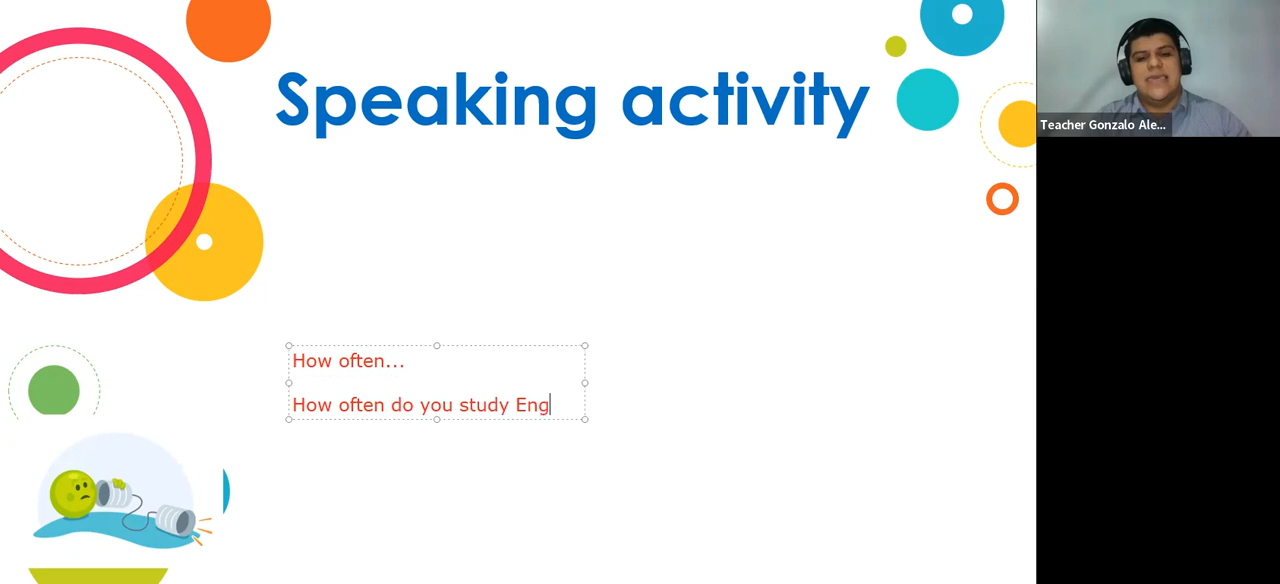 Speaking activity
Teacher Gonzalo Ale...
How often...
How often do you study Eng